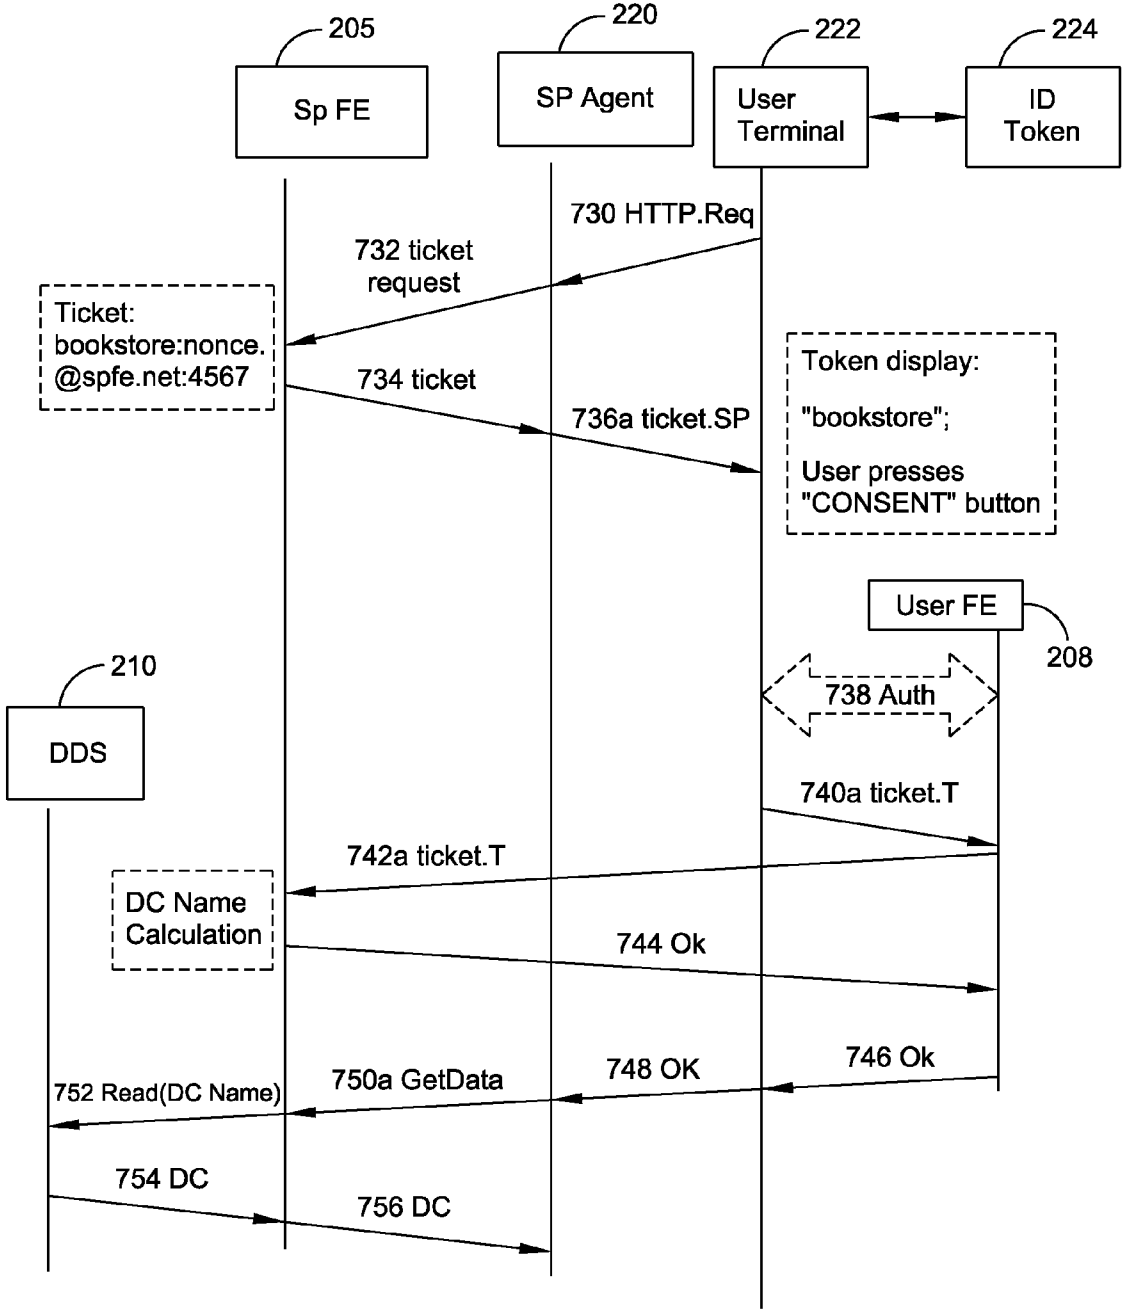 205
220
222
224
Sp FE
SP Agent
User
Terminal
ID
Token
730 HTTP.Req
732 ticket
request
Ticket:
bookstore:nonce.
@spfe.net:4567
734 ticket
736a ticket.SP
Token display:
"bookstore";
User presses
"CONSENT" button
User FE
208
210
DDS
738 Auth
740a ticket.T
742a ticket.T
DC Name
Calculation
744 Ok
746 Ok
748 OK
750a GetData
752 Read(DC Name)
754 DC
756 DC